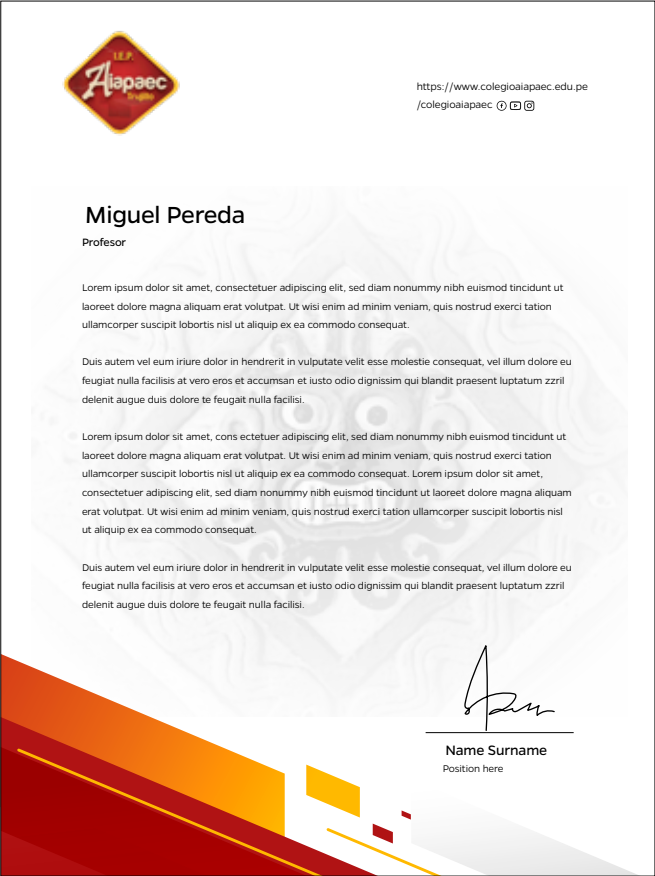 I.E.P.
Aiapaec
Trujillo
https://www.colegioaiapaec.edu.pe
/colegioaiapaec
Miguel Pereda
Profesor
Lorem ipsum dolor sit amet, consectetuer adipiscing elit, sed diam nonummy nibh euismod tincidunt ut
laoreet dolore magna aliquam erat volutpat. Ut wisi enim ad minim veniam, quis nostrud exerci tation
ullamcorper suscipit lobortis nisl ut aliquip ex ea commodo consequat.
Duis autem vel eum iriure dolor in hendrerit in vulputate velit esse molestie consequat, vel illum dolore eu
feugiat nulla facilisis at vero eros et accumsan et iusto odio dignissim qui blandit praesent luptatum zzril
delenit augue duis dolore te feugait nulla facilisi.
Lorem ipsum dolor sit amet, cons ectetuer adipiscing elit, sed diam nonummy nibh euismod tincidunt ut
laoreet dolore magna aliquam erat volutpat. Ut wisi enim ad minim veniam, quis nostrud exerci tation
ullamcorper suscipit lobortis nisl ut aliquip ex ea commodo consequat. Lorem ipsum dolor sit amet,
consectetuer adipiscing elit, sed diam nonummy nibh euismod tincidunt ut laoreet dolore magna aliquam
erat volutpat. Ut wisi enim ad minim veniam, quis nostrud exerci tation ullamcorper suscipit lobortis nisl
ut aliquip ex ea commodo consequat.
Duis autem vel eum iriure dolor in hendrerit in vulputate velit esse molestie consequat, vel illum dolore eu
feugiat nulla facilisis at vero eros et accumsan et iusto odio dignissim qui blandit praesent luptatum zzril
delenit augue duis dolore te feugait nulla facilisi.
Name Surname
Position here